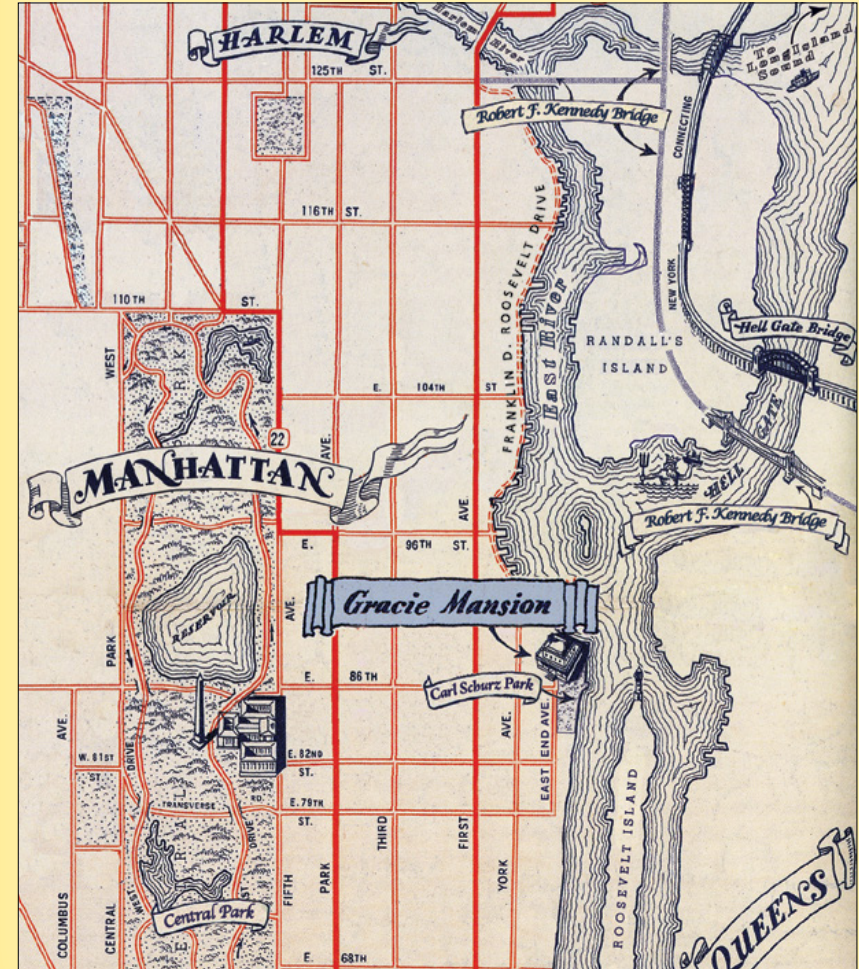 HARLEM
Harlem
River
To
Long Island
Sound
125TH ST.
Robert F. Kennedy Bridge
CONNECTING
116TH ST.
FRANKLIN D. ROOSEVELT DRIVE
East River
NEW YORK
110TH ST.
Hell Gate Bridge
RANDALL'S
ISLAND
WEST
PARK
E. 104TH ST
22
AVE.
MANHATTAN
HELL GATE
AVE
Robert F. Kennedy Bridge
E. 96TH ST.
Gracie Mansion
RESERVOIR
AVE.
PARK
E. 86TH
Carl Schurz Park
AVE.
DRIVE
W. 81ST
ST.
E. 82ND
ST.
AVE.
EAST END AVE.
TRANSVERSE RD.
E. 79TH
ST.
DRIVE
THIRD
FIRST
ROOSEVELT ISLAND
COLUMBUS
CENTRAL
WEST
Central Park
FIFTH
PARK
YORK
QUEENS
E. 68TH